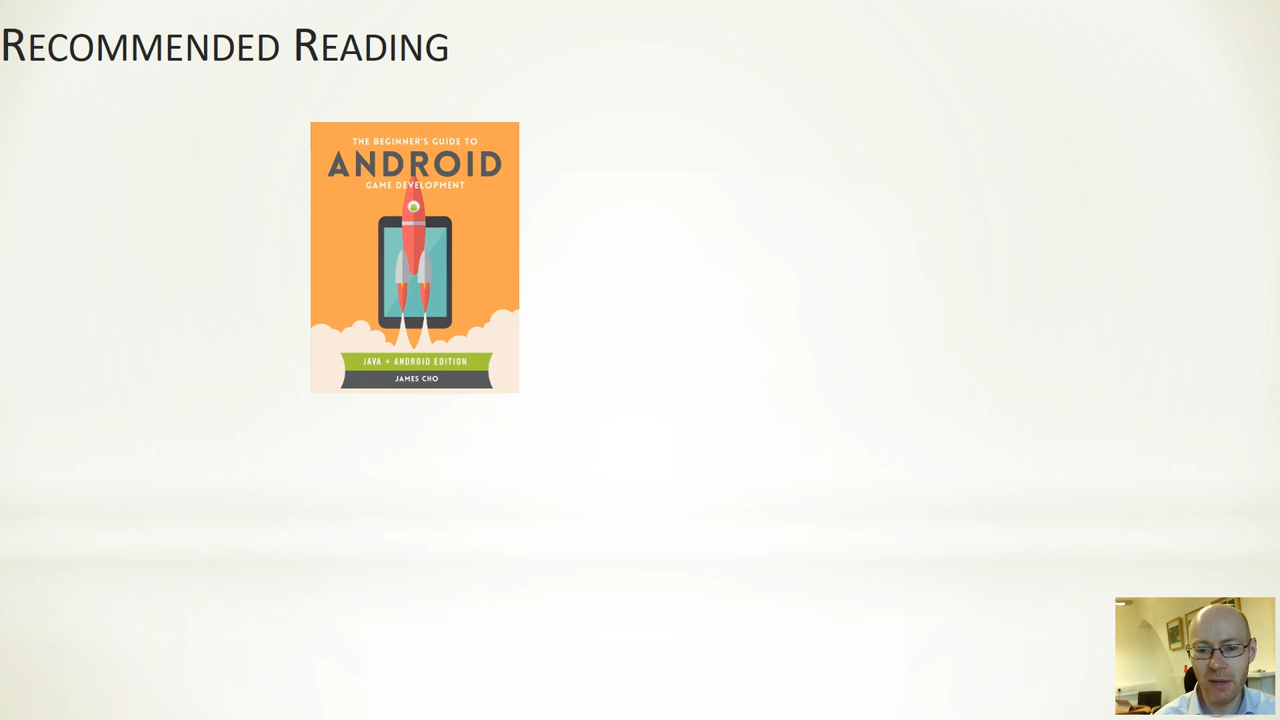 RECOMMENDED READING
THE BEGINNER'S GUIDE TO
ANDROID
GAME DEVELOPMENT
JAVA + ANDROID EDITION
JAMES CHO